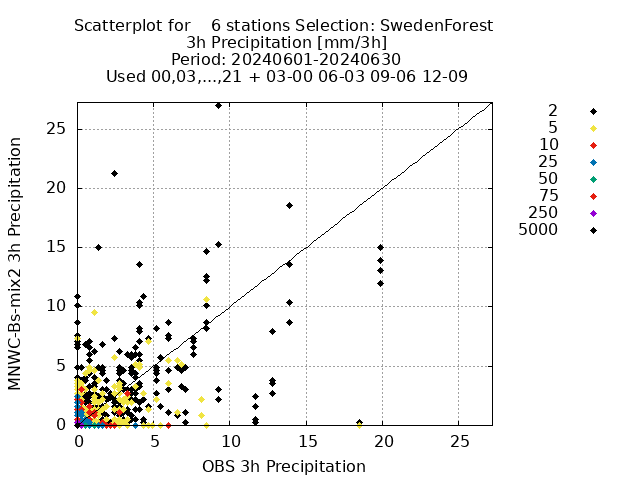 Scatterplot for    6 stations Selection: SwedenForest
3h Precipitation [mm/3h]
Period: 20240601-20240630
Used 00,03,...,21 + 03-00 06-03 09-06 12-09
2
5
10
25
50
75
250
5000
MNWC-Bs-mix2 3h Precipitation
25
20
15
10
5
0
0 5 10 15 20 25
OBS 3h Precipitation